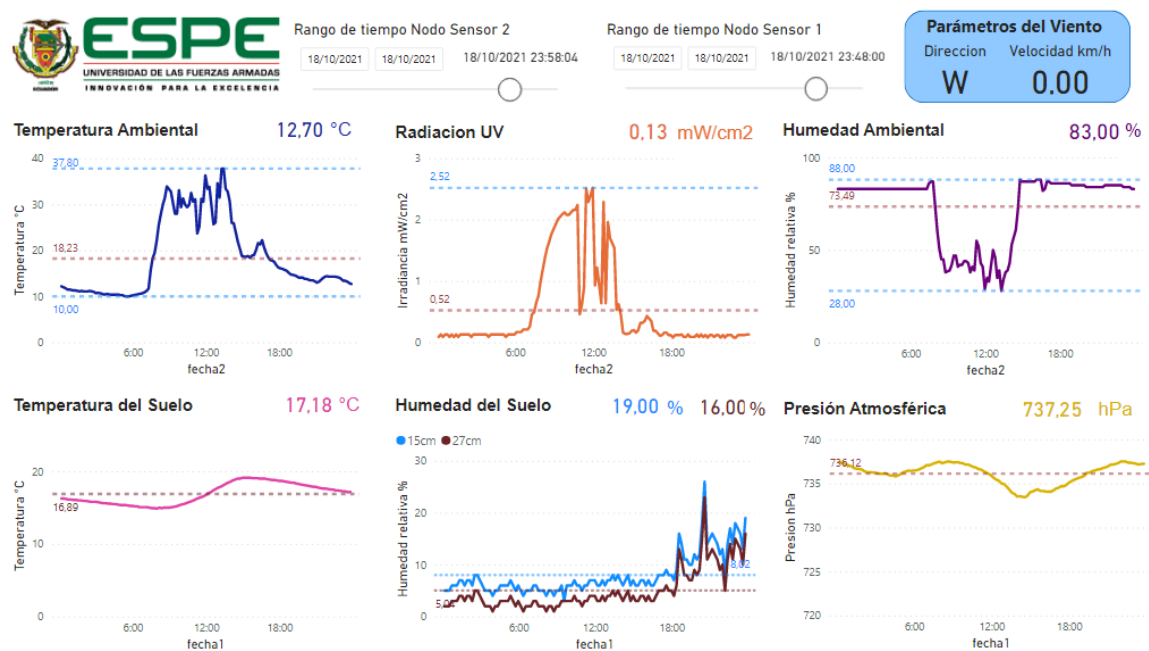 ESPE
UNIVERSIDAD DE LAS FUERZAS ARMADAS
INNOVACIÓN PARA LA EXCELENCIA
ECUADOR
Rango de tiempo Nodo Sensor 2
18/10/2021 18/10/2021 18/10/2021 23:58:04
Rango de tiempo Nodo Sensor 1
18/10/2021 18/10/2021 18/10/2021 23:48:00
Parámetros del Viento
Direccion Velocidad km/h
W 0.00
Temperatura Ambiental 12,70 °C
40
37,80
30
20
18,23
10
10,00
0
Temperatura °C
6:00 12:00 18:00
fecha2
Radiacion UV 0,13 mW/cm2
3
2,52
2
1
0,52
0
Irradiancia mW/cm2
6:00 12:00 18:00
fecha2
Humedad Ambiental 83,00 %
100
88,00
73,49
50
28,00
0
Humedad relativa %
6:00 12:00 18:00
fecha2
Temperatura del Suelo 17,18 °C
20
16,89
10
0
Temperatura °C
6:00 12:00 18:00
fecha1
Humedad del Suelo 19,00 % 16,00 %
15cm 27cm
30
20
10
8,02
0
Humedad relativa %
6:00 12:00 18:00
fecha1
Presión Atmosférica 737,25 hPa
740
736,12
735
730
725
720
Presion hPa
6:00 12:00 18:00
fecha1